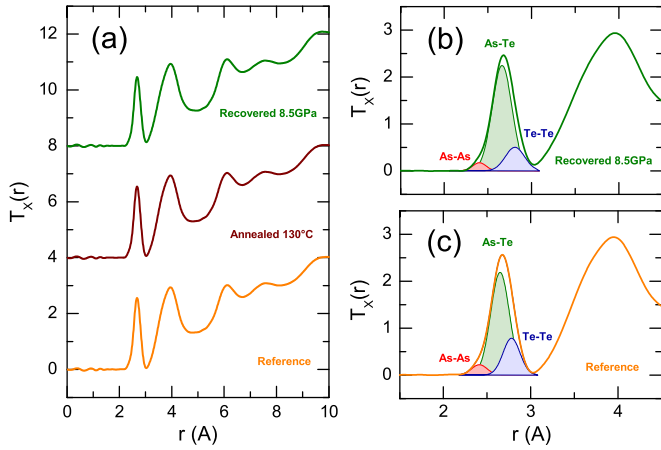 (a)
12
10
8
6
4
2
0
T_X(r)
Recovered 8.5GPa
Annealed 130°C
Reference
0 2 4 6 8 10
r (A)
(b)
3
2
1
0
T_X(r)
As-Te
Te-Te
As-As
Recovered 8.5GPa
(c)
3
2
1
0
T_X(r)
As-Te
Te-Te
As-As
Reference
2 3 4
r (A)